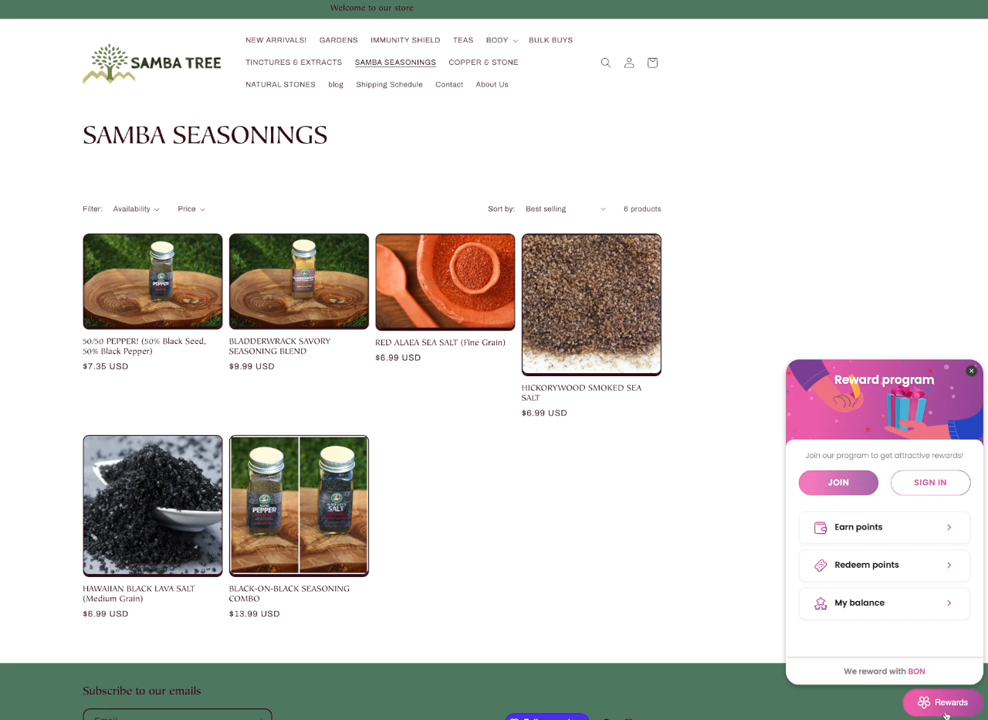 Welcome to our store
SAMBA TREE
NEW ARRIVALS! GARDENS IMMUNITY SHIELD TEAS BODY BULK BUYS
TINCTURES & EXTRACTS SAMBA SEASONINGS COPPER & STONE
NATURAL STONES blog Shipping Schedule Contact About Us
SAMBA SEASONINGS
Filter: Availability Price Sort by: Best selling 6 products
PEPPER
50/50 PEPPER! (50% Black Seed,
50% Black Pepper)
$7.35 USD
BLADDERWRACK SAVORY
SEASONING BLEND
$9.99 USD
RED ALAEA SEA SALT (Fine Grain)
$6.99 USD
HICKORYWOOD SMOKED SEA
SALT
$6.99 USD
HAWAIIAN BLACK LAVA SALT
(Medium Grain)
$6.99 USD
PEPPER
SALT
BLACK-ON-BLACK SEASONING
COMBO
$13.99 USD
Reward program
Join our program to get attractive rewards!
JOIN SIGN IN
Earn points
Redeem points
My balance
We reward with BON
Rewards
Subscribe to our emails